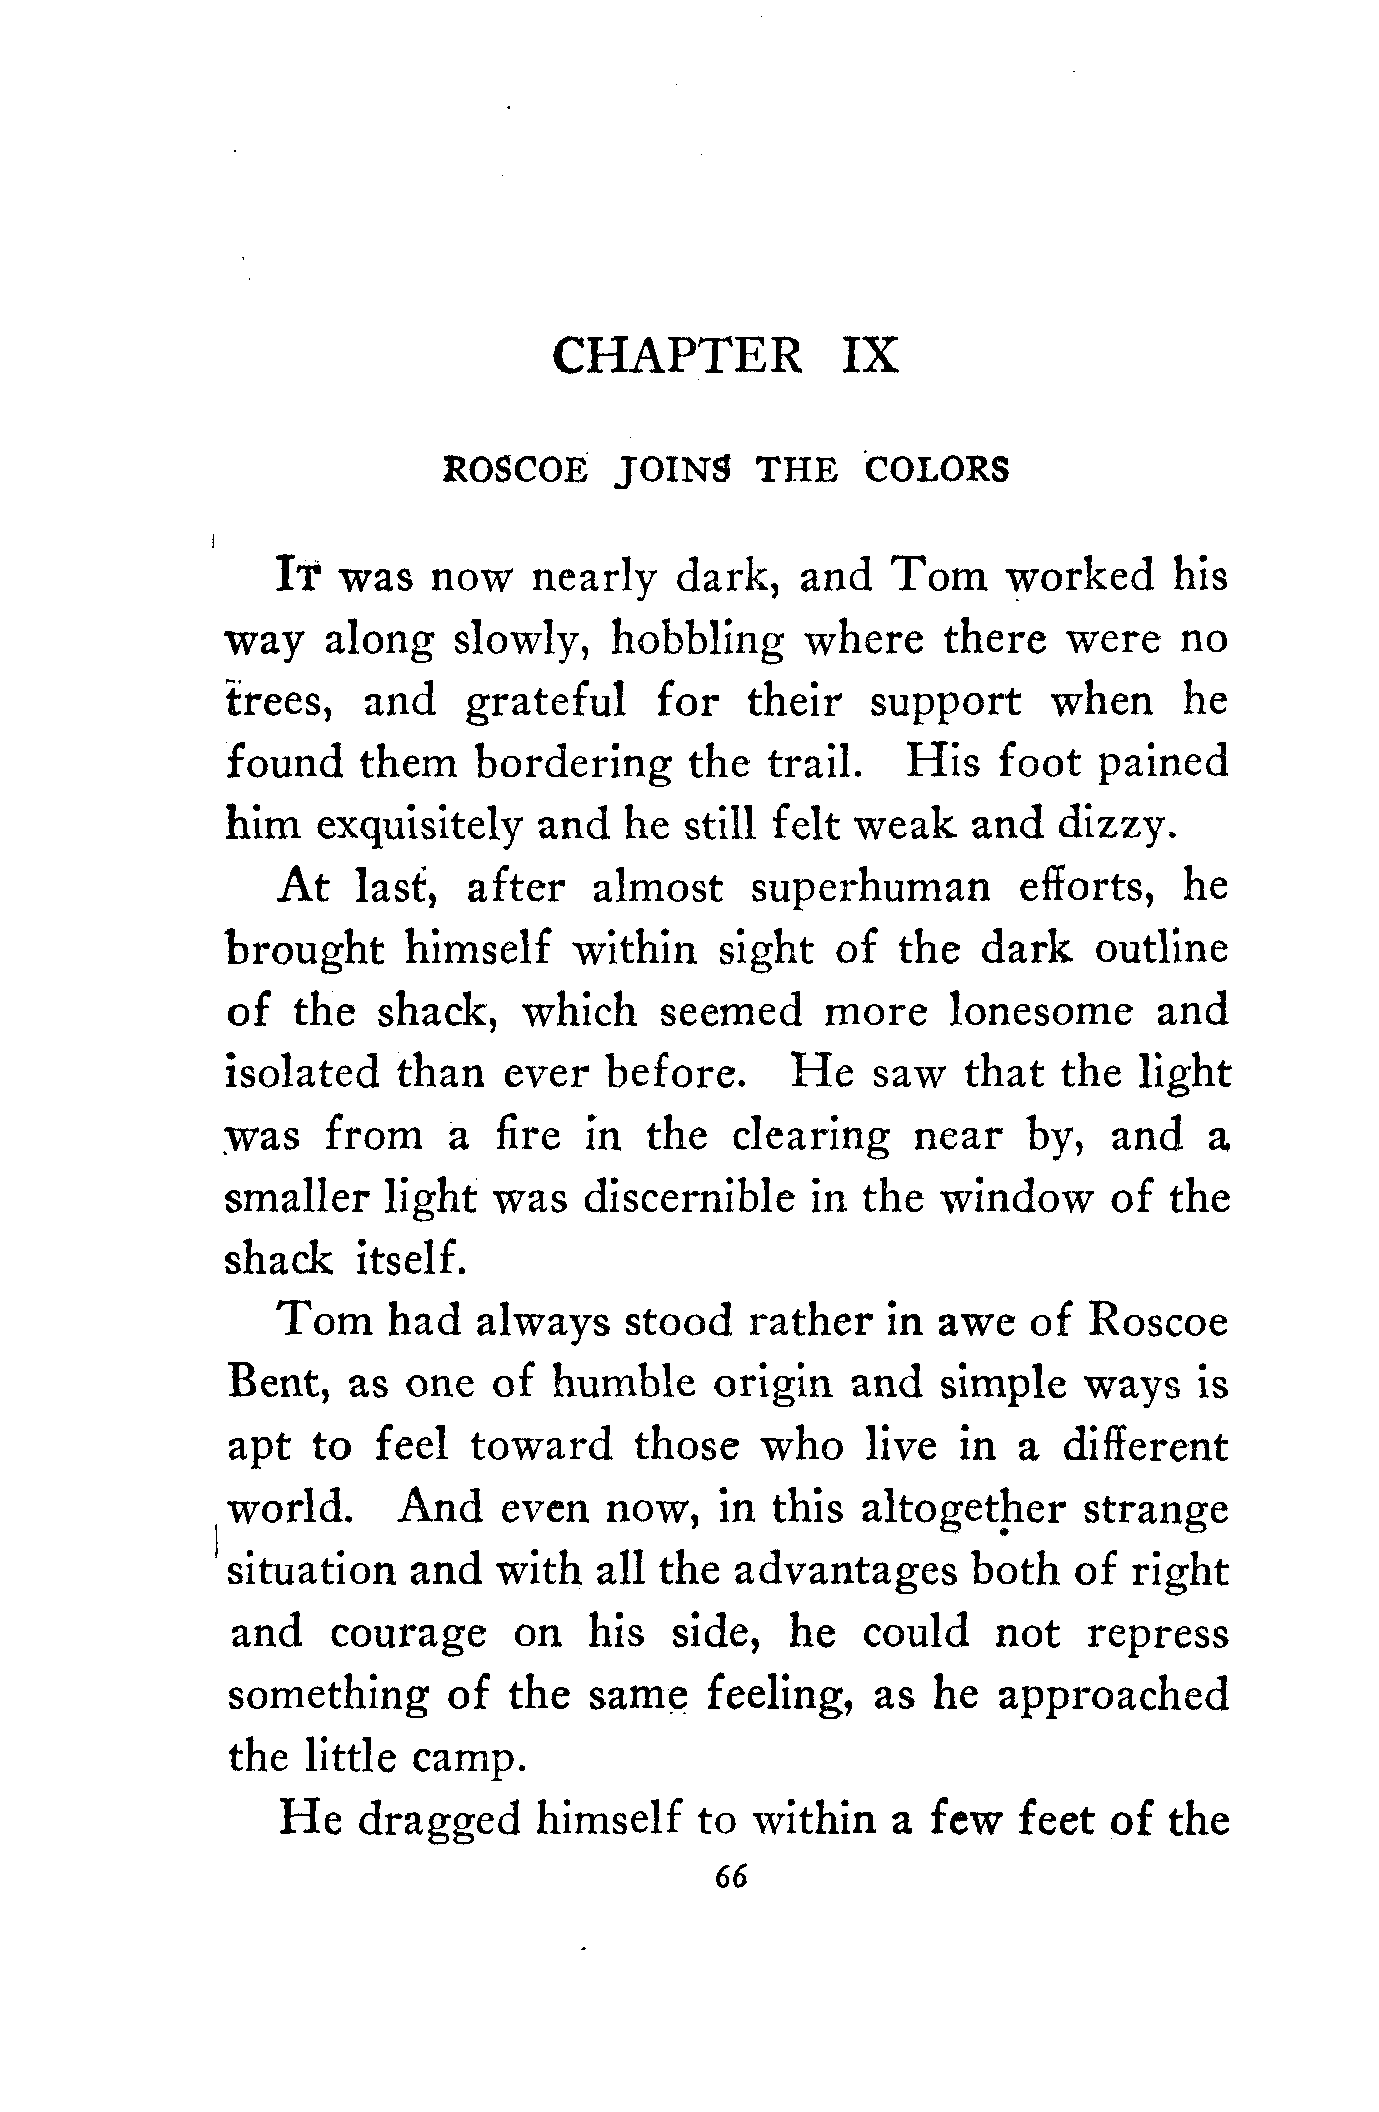 CHAPTER IX
ROSCOE JOINS THE COLORS
IT was now nearly dark, and Tom worked his
way along slowly, hobbling where there were no
trees, and grateful for their support when he
found them bordering the trail. His foot pained
him exquisitely and he still felt weak and dizzy.
At last, after almost superhuman efforts, he
brought himself within sight of the dark outline
of the shack, which seemed more lonesome and
isolated than ever before. He saw that the light
was from a fire in the clearing near by, and a
smaller light was discernible in the window of the
shack itself.
Tom had always stood rather in awe of Roscoe
Bent, as one of humble origin and simple ways is
apt to feel toward those who live in a different
world. And even now, in this altogether strange
situation and with all the advantages both of right
and courage on his side, he could not repress
something of the same feeling, as he approached
the little camp.
He dragged himself to within a few feet of the
66